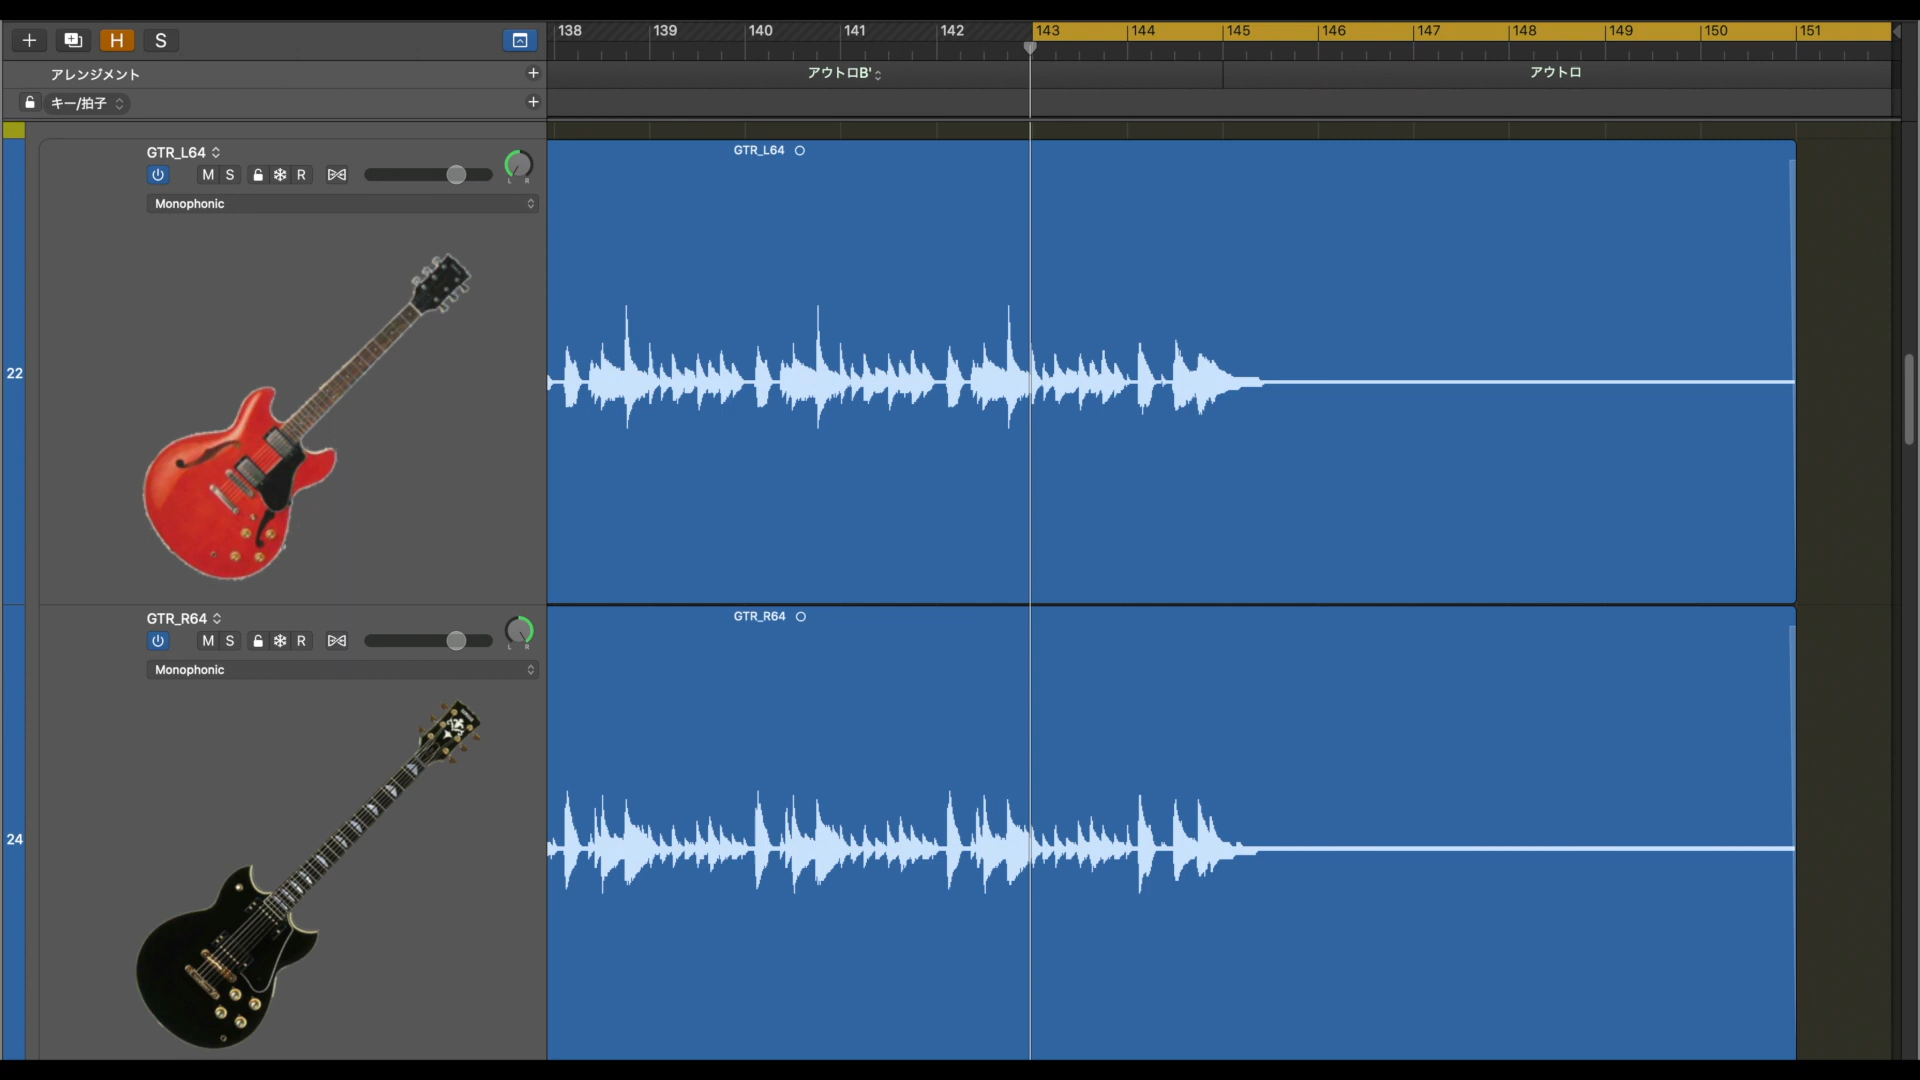 + H S
138 139 140 141 142 143 144 145 146 147 148 149 150 151
アレンジメント +
アウトロB' アウトロ
キー/拍子 +
22
GTR_L64
M S R
L R
Monophonic
GTR_L64
24
GTR_R64
M S R
L R
Monophonic
GTR_R64